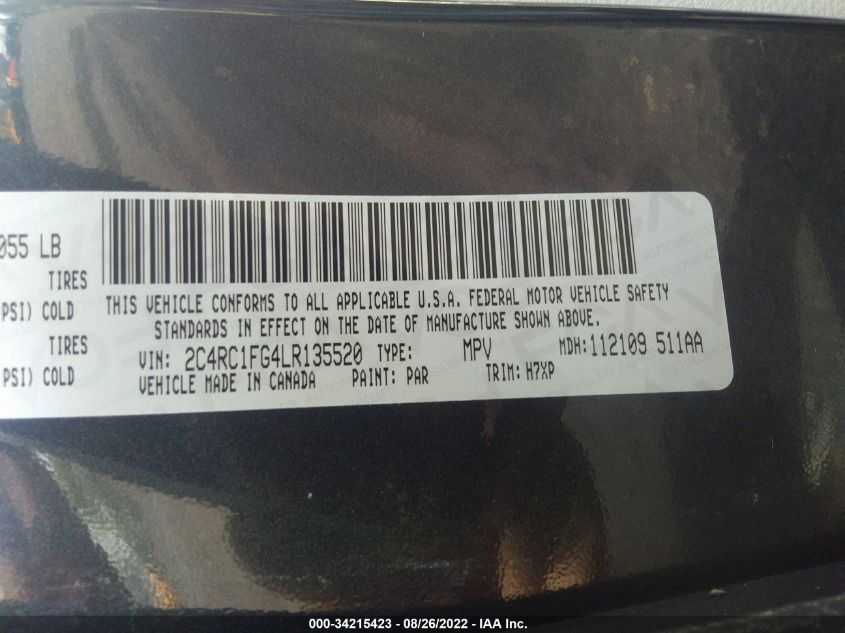 055 LB
TIRES
PSI) COLD
TIRES
PSI) COLD
THIS VEHICLE CONFORMS TO ALL APPLICABLE U.S.A. FEDERAL MOTOR VEHICLE SAFETY
STANDARDS IN EFFECT ON THE DATE OF MANUFACTURE SHOWN ABOVE.
VIN: 2C4RC1FG4LR135520 TYPE: MPV MDH:112109 511AA
VEHICLE MADE IN CANADA PAINT: PAR TRIM: H7XP
000-34215423 - 08/26/2022 - IAA Inc.